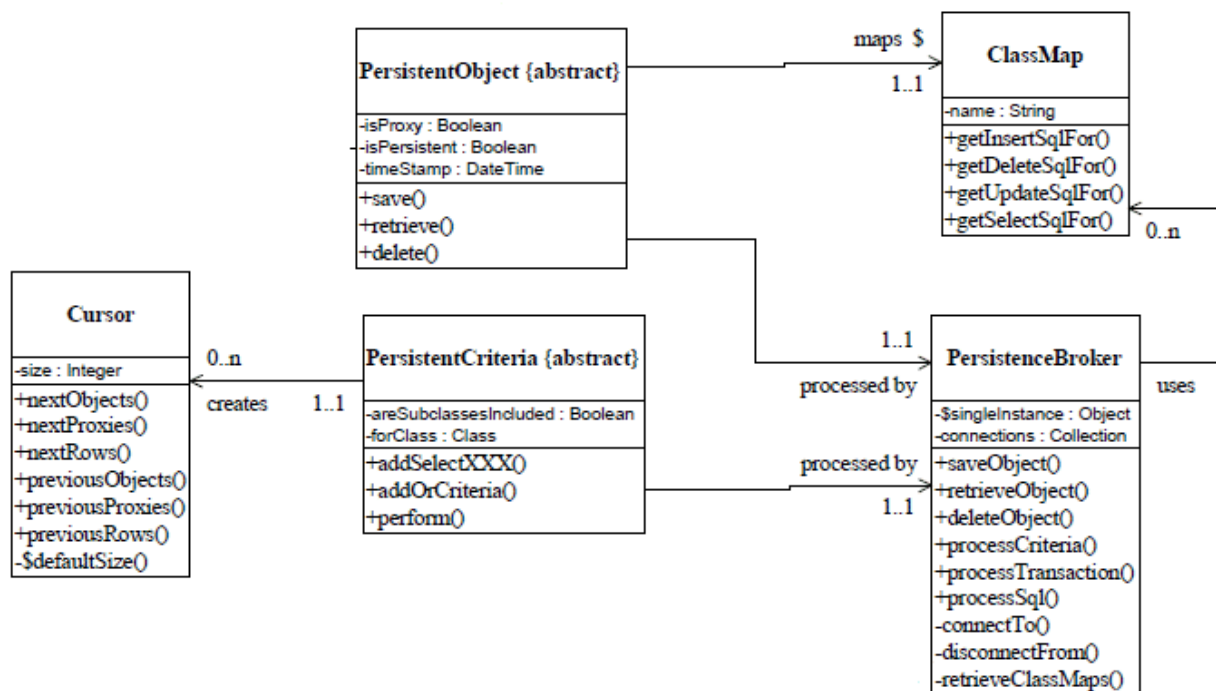 PersistentObject {abstract}
-isProxy : Boolean
-isPersistent : Boolean
-timeStamp : DateTime
+save()
+retrieve()
+delete()
maps $
1..1
ClassMap
-name : String
+getInsertSqlFor()
+getDeleteSqlFor()
+getUpdateSqlFor()
+getSelectSqlFor()
0..n
Cursor
-size : Integer
+nextObjects()
+nextProxies()
+nextRows()
+previousObjects()
+previousProxies()
+previousRows()
-$defaultSize()
0..n
creates
1..1
PersistentCriteria {abstract}
-areSubclassesIncluded : Boolean
-forClass : Class
+addSelectXXX()
+addOrCriteria()
+perform()
1..1
processed by
processed by
1..1
PersistenceBroker
-$singleInstance : Object
-connections : Collection
+saveObject()
+retrieveObject()
+deleteObject()
+processCriteria()
+processTransaction()
+processSql()
-connectTo()
-disconnectFrom()
-retrieveClassMaps()
uses